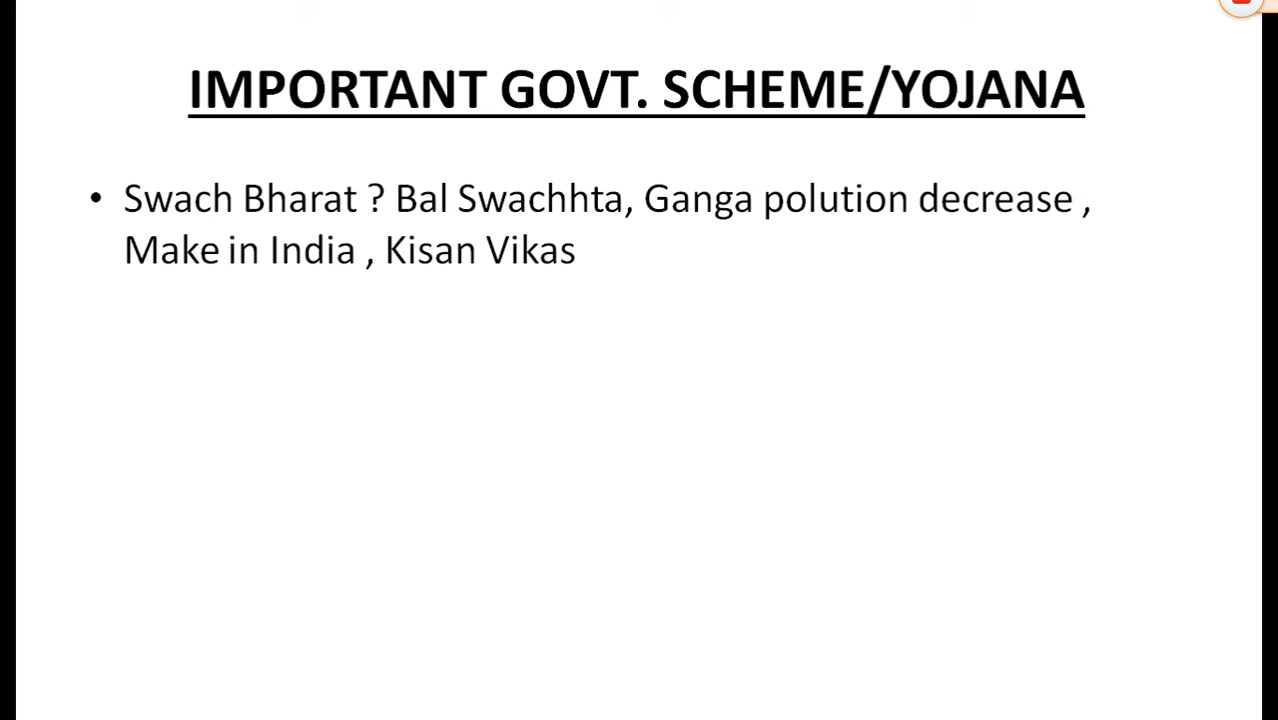 IMPORTANT GOVT. SCHEME/YOJANA
• Swach Bharat ? Bal Swachhta, Ganga polution decrease ,
Make in India , Kisan Vikas